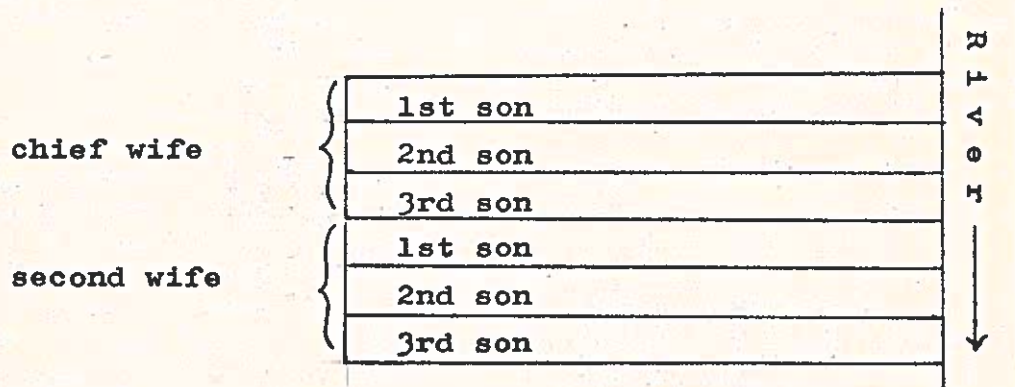 River
1st son
chief wife
2nd son
3rd son
1st son
second wife
2nd son
3rd son